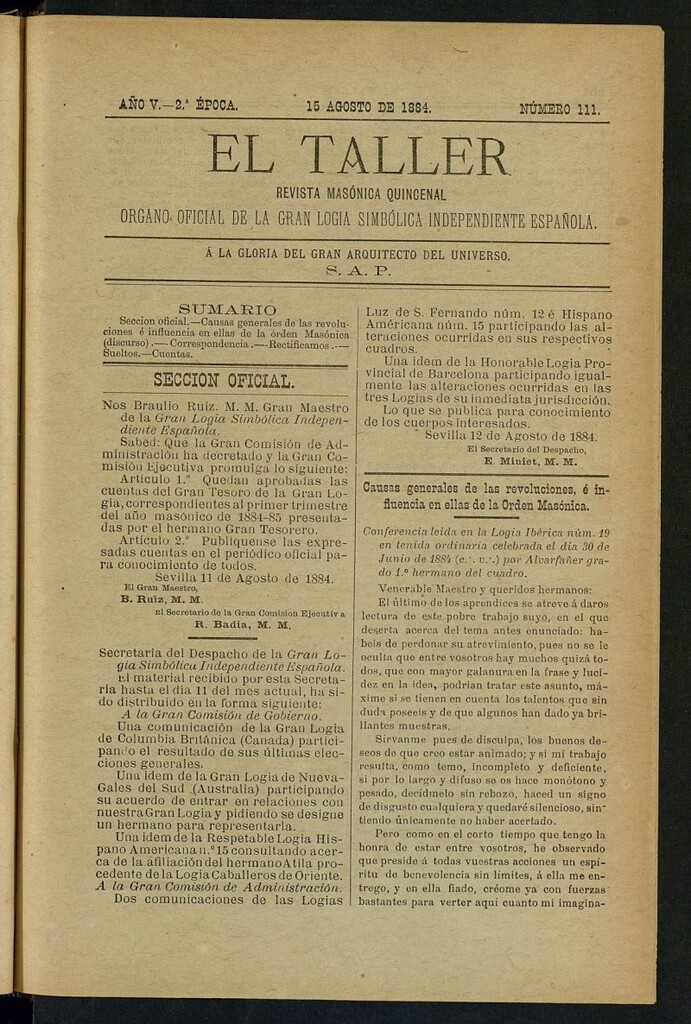 AÑO V.—2.ª ÉPOCA. 15 AGOSTO DE 1884. NÚMERO 111.
EL TALLER
REVISTA MASÓNICA QUINCENAL
ORGANO OFICIAL DE LA GRAN LOGIA SIMBÓLICA INDEPENDIENTE ESPAÑOLA.
Á LA GLORIA DEL GRAN ARQUITECTO DEL UNIVERSO.
S. A. P.
SUMARIO
Seccion oficial.—Causas generales de las revolu-
ciones é influencia en ellas de la órden Masónica
(discurso).—Correspondencia.—Rectificamos.—
Sueltos.—Cuentas.
SECCION OFICIAL.
Nos Braulio Ruiz. M. M. Gran Maestro
de la Gran Logia Simbólica Indepen-
diente Española.
Sabed: Que la Gran Comisión de Ad-
ministración ha decretado y la Gran Co-
misión Ejecutiva promulga lo siguiente:
Articulo 1.º Quedan aprobadas las
cuentas del Gran Tesoro de la Gran Lo-
gia, correspondientes al primer trimestre
del año masónico de 1884-85 presenta-
das por el hermano Gran Tesorero.
Artículo 2.º Publiquense las expre-
sadas cuentas en el periódico oficial pa-
ra conocimiento de todos.
Sevilla 11 de Agosto de 1884.
El Gran Maestro,
B. Ruiz, M. M.
El Secretario de la Gran Comision Ejecutiva
R. Badia, M. M.
Secretaría del Despacho de la Gran Lo-
gia Simbólica Independiente Española.
El material recibido por esta Secreta-
ria hasta el dia 11 del mes actual, ha si-
do distribuido en la forma siguiente:
A la Gran Comisión de Gobierno.
Una comunicación de la Gran Logia
de Columbia Británica (Canada) partici-
pando el resultado de sus últimas elec-
ciones generales.
Una idem de la Gran Logia de Nueva-
Gales del Sud (Australia) participando
su acuerdo de entrar en relaciones con
nuestra Gran Logia y pidiendo se designe
un hermano para representarla.
Una idem de la Respetable Logia His-
pano Americana n.º 15 consultando acer-
ca de la afiliación del hermano Atila pro-
cedente de la Logia Caballeros de Oriente.
A la Gran Comisión de Administración.
Dos comunicaciones de las Logias
Luz de S. Fernando núm. 12 é Hispano
Américana núm. 15 participando las al-
teraciones ocurridas en sus respectivos
cuadros.
Una idem de la Honorable Logia Pro-
vincial de Barcelona participando igual-
mente las alteraciones ocurridas en las
tres Logias de su inmediata jurisdicción.
Lo que se publica para conocimiento
de los cuerpos interesados.
Sevilla 12 de Agosto de 1884.
El Secretario del Despacho,
E. Miniet, M. M.
Causas generales de las revoluciones, é in-
fluencia en ellas de la Orden Masónica.
Conferencia leida en la Logia Ibérica núm. 19
en tenida ordinaria celebrada el dia 30 de
Junio de 1884 (e.·. v.·.) por Alvarfañer gra-
do 1.º hermano del cuadro.
Venerable Maestro y queridos hermanos:
El último de los aprendices se atreve á daros
lectura de este pobre trabajo suyo, en el que
deserta acerca del tema antes enunciado: ha-
beis de perdonar su atrevimiento, pues no se le
oculta que entre vosotros hay muchos quizá to-
dos, que con mayor galanura en la frase y luci-
dez en la idea, podrian tratar este asunto, má-
xime si se tienen en cuenta los talentos que sin
duda poseeis y de que algunos han dado ya bri-
llantes muestras.
Sirvanme pues de disculpa, los buenos de-
seos de que creo estar animado; y si mi trabajo
resulta, como temo, incompleto y deficiente,
si por lo largo y difuso se os hace monótono y
pesado, decídmelo sin rebozo, haced un signo
de disgusto cualquiera y quedaré silencioso, sin-
tiendo únicamente no haber acertado.
Pero como en el corto tiempo que tengo la
honra de estar entre vosotros, he observado
que preside á todas vuestras acciones un espí-
ritu de benevolencia sin límites, á ella me en-
trego, y en ella fiado, créome ya con fuerzas
bastantes para verter aquí cuanto mi imagina-